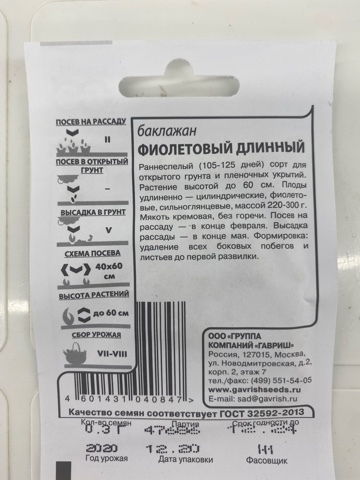 ПОСЕВ НА РАССАДУ
II
ПОСЕВ В ОТКРЫТЫЙ
ГРУНТ
–
ВЫСАДКА В ГРУНТ
V
СХЕМА ПОСЕВА
40х60
см
ВЫСОТА РАСТЕНИЙ
до 60 см
СБОР УРОЖАЯ
VII-VIII
баклажан
ФИОЛЕТОВЫЙ ДЛИННЫЙ
Раннеспелый (105-125 дней) сорт для
открытого грунта и пленочных укрытий.
Растение высотой до 60 см. Плоды
удлиненно – цилиндрические, фиолето-
вые, сильноглянцевые, массой 220-300 г.
Мякоть кремовая, без горечи. Посев на
рассаду — в конце февраля. Высадка
рассады — в конце мая. Формировка:
удаление всех боковых побегов и
листьев до первой развилки.
4601431040847
ООО «ГРУППА
КОМПАНИЙ «ГАВРИШ»
Россия, 127015, Москва,
ул. Новодмитровская, д.2,
корп. 2, этаж 7
тел./факс: (499) 551-54-05
www.gavrishseeds.ru
E-mail: sad@gavrish.ru
Качество семян соответствует ГОСТ 32592-2013
Кол-во семян Партия Годен до
0.3 Г 12.24
2020 12.20
Год урожая Дата упаковки Фасовщик